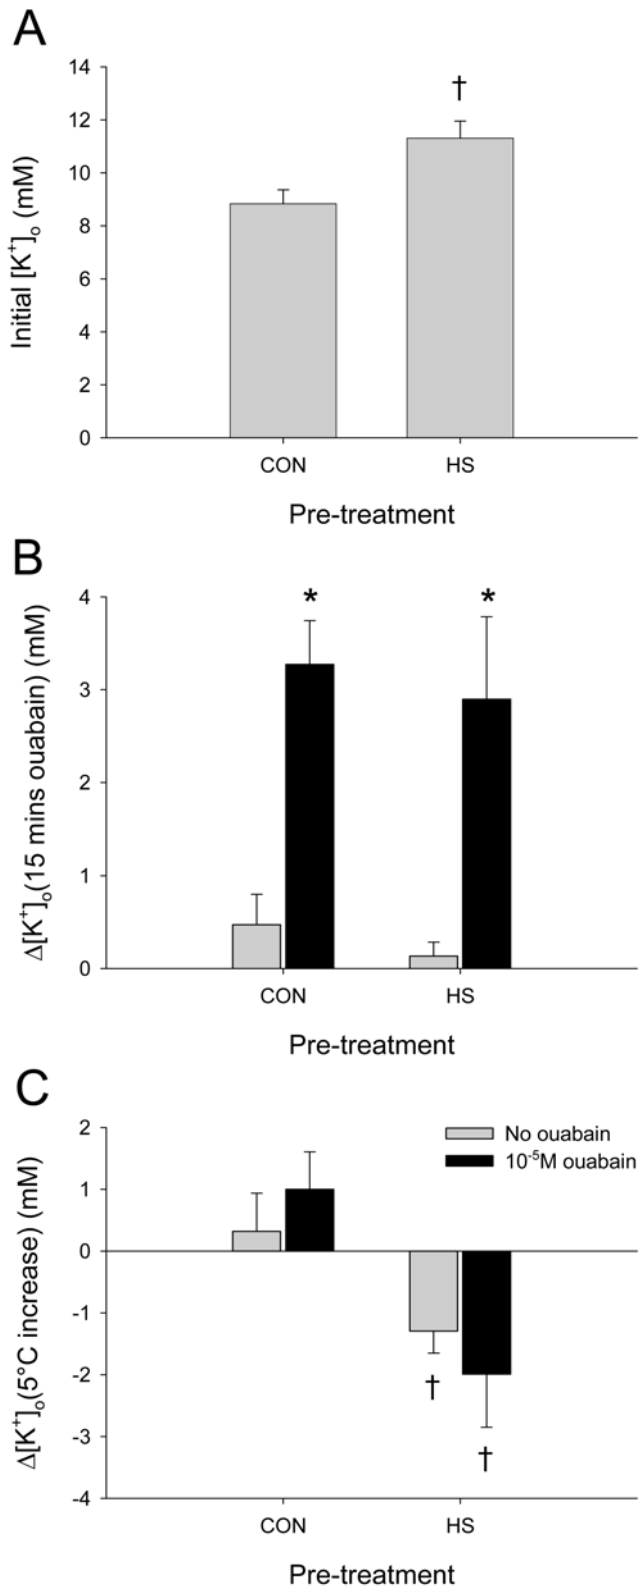 A
Initial [K⁺]ₒ (mM)
14
12
10
8
6
4
2
0
†
CON
HS
Pre-treatment
B
Δ[K⁺]ₒ(15 mins ouabain) (mM)
4
3
2
1
0
*
*
CON
HS
Pre-treatment
C
Δ[K⁺]ₒ(5°C increase) (mM)
2
1
0
-1
-2
-3
-4
No ouabain
10⁻⁵M ouabain
†
†
CON
HS
Pre-treatment